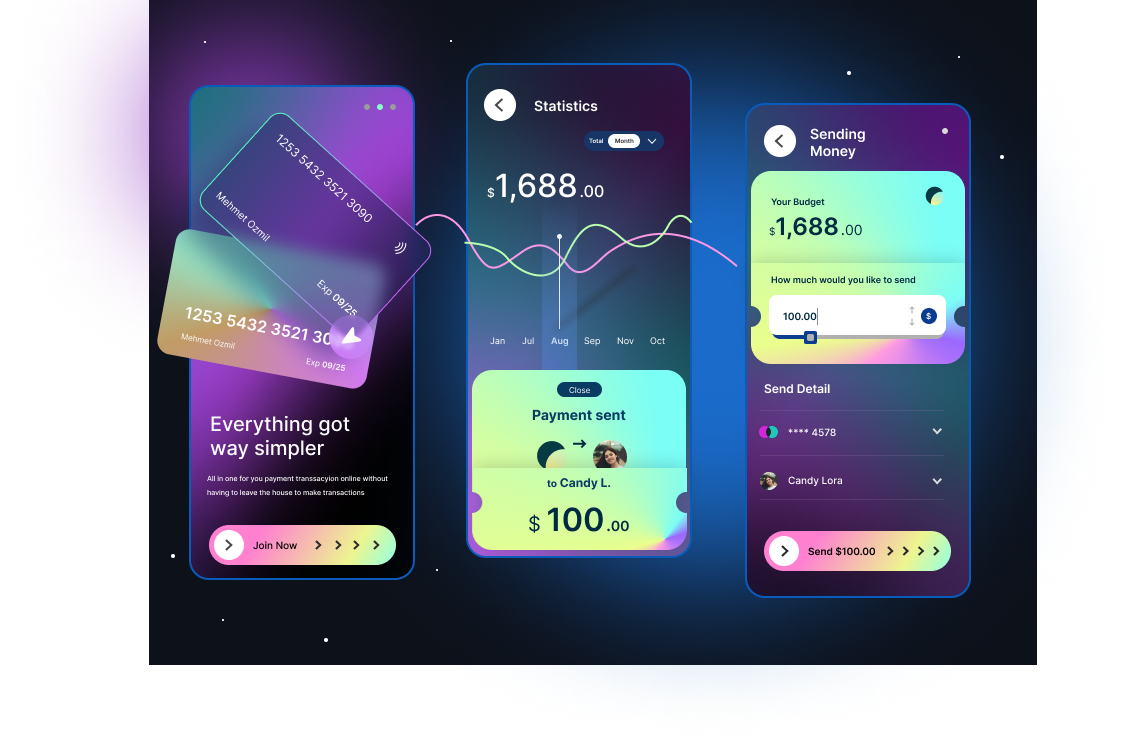 1253 5432 3521 3090
Mehmet Ozmil
Exp 09/25
1253 5432 3521 30
Mehmet Ozmil
Exp 09/25
Everything got
way simpler
All in one for you payment transsacyion online without
having to leave the house to make transactions
Join Now
Statistics
Total Month
$1,688.00
Jan Jul Aug Sep Nov Oct
Close
Payment sent
to Candy L.
$ 100.00
Sending
Money
Your Budget
$1,688.00
How much would you like to send
100.00
$
Send Detail
**** 4578
Candy Lora
Send $100.00